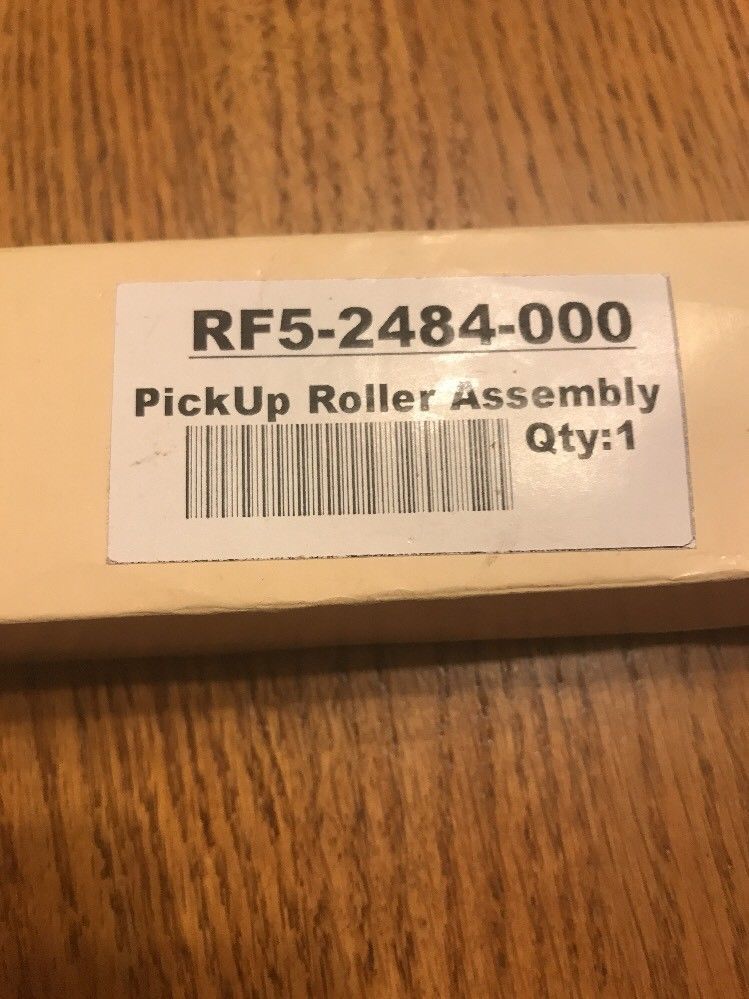 RF5-2484-000
PickUp Roller Assembly
Qty:1